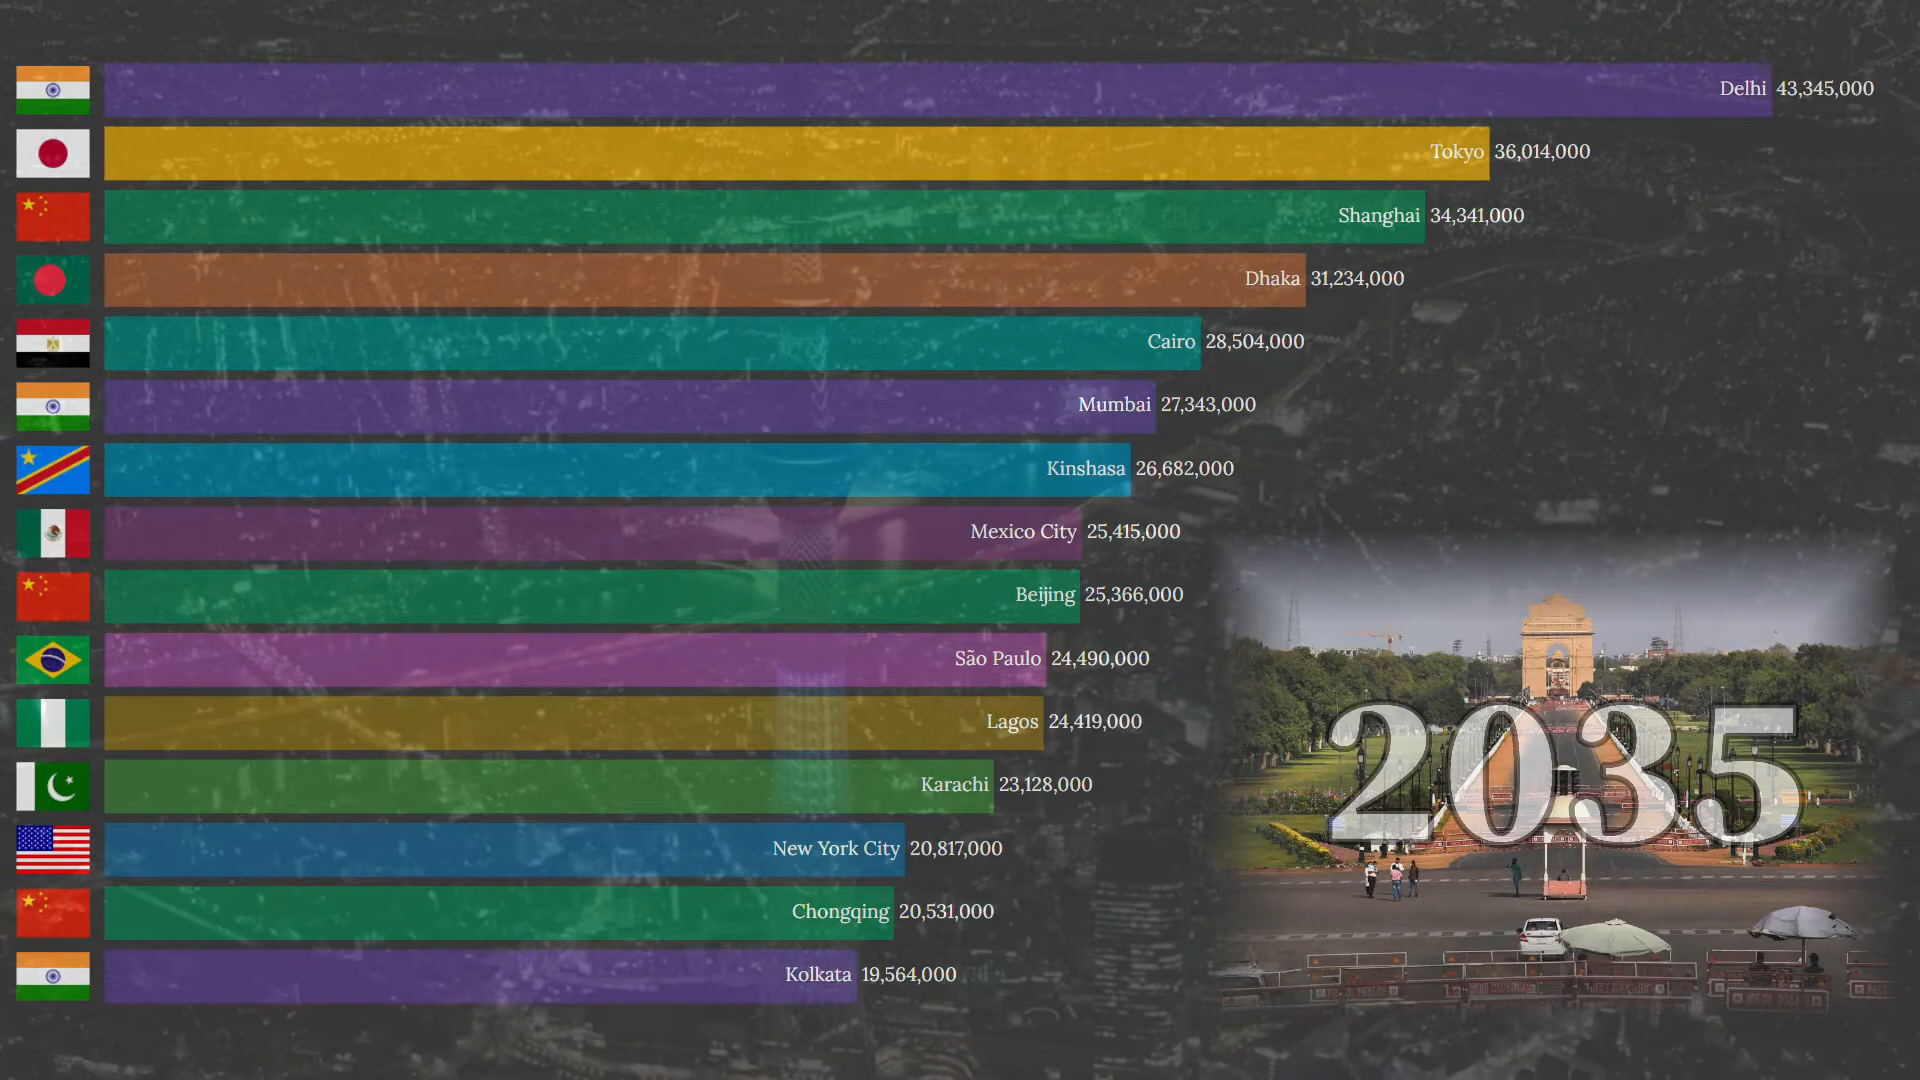 Delhi 43,345,000
Tokyo 36,014,000
Shanghai 34,341,000
Dhaka 31,234,000
Cairo 28,504,000
Mumbai 27,343,000
Kinshasa 26,682,000
Mexico City 25,415,000
Beijing 25,366,000
São Paulo 24,490,000
Lagos 24,419,000
Karachi 23,128,000
New York City 20,817,000
Chongqing 20,531,000
Kolkata 19,564,000
2035